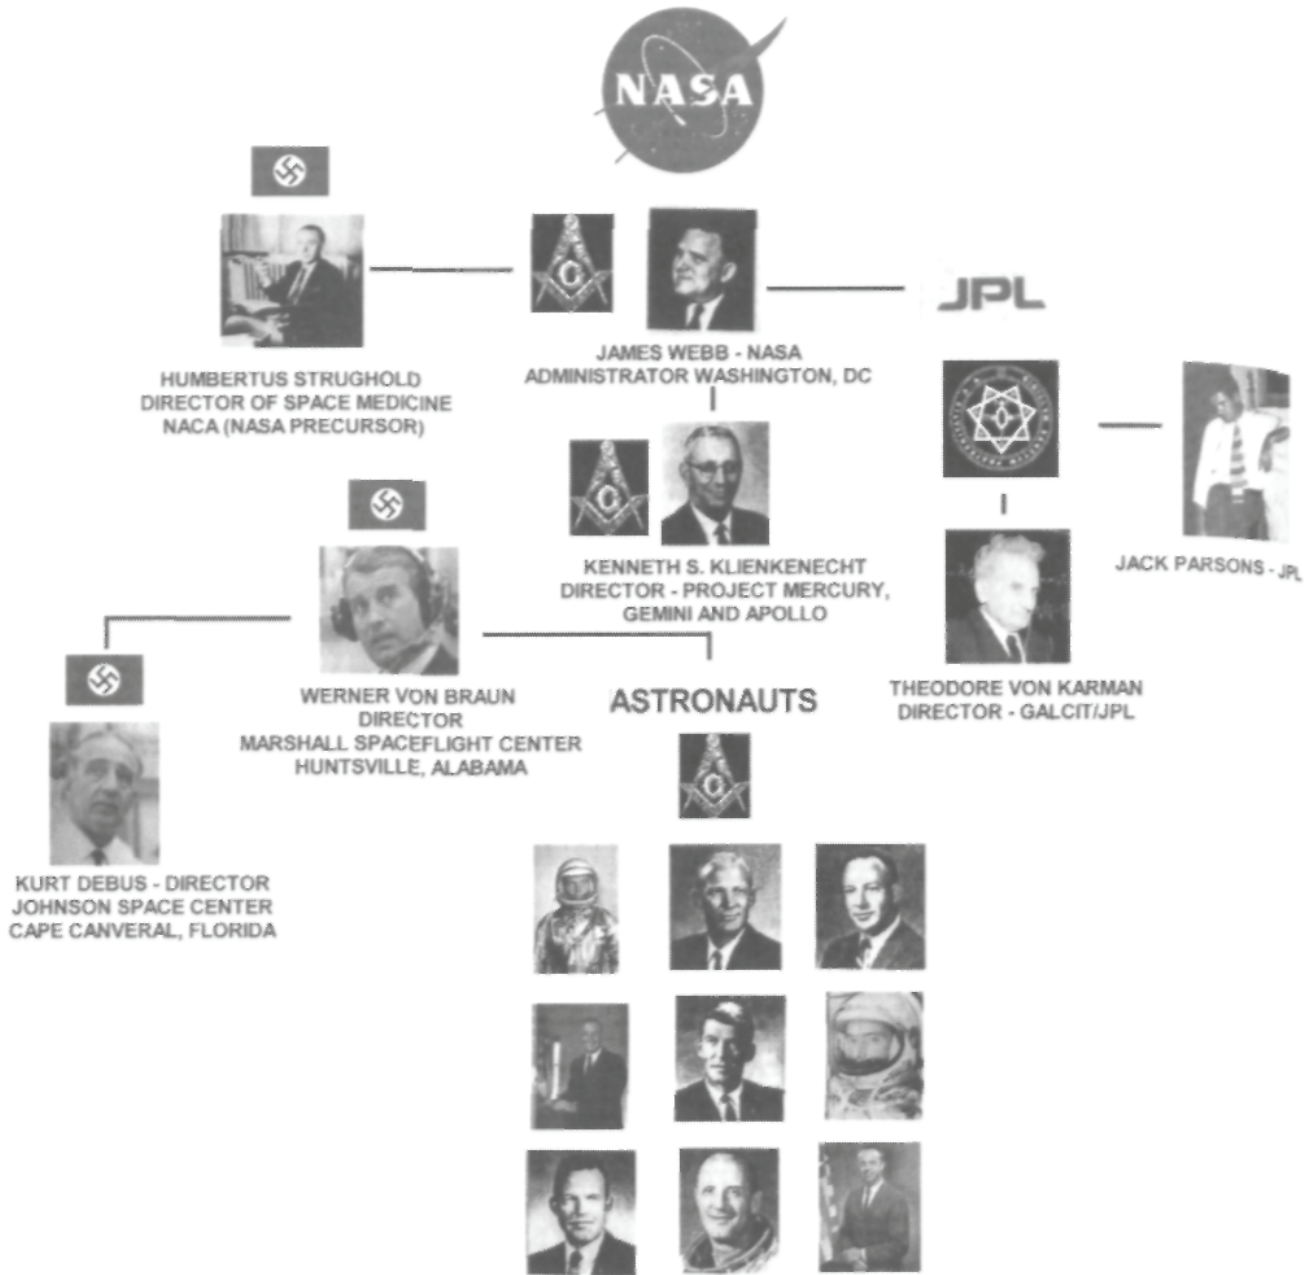 NASA
JPL
HUMBERTUS STRUGHOLD
DIRECTOR OF SPACE MEDICINE
NACA (NASA PRECURSOR)
G
JAMES WEBB - NASA
ADMINISTRATOR WASHINGTON, DC
G
KENNETH S. KLIENKENECHT
DIRECTOR - PROJECT MERCURY,
GEMINI AND APOLLO
JACK PARSONS - JPL
WERNER VON BRAUN
DIRECTOR
MARSHALL SPACEFLIGHT CENTER
HUNTSVILLE, ALABAMA
THEODORE VON KARMAN
DIRECTOR - GALCIT/JPL
KURT DEBUS - DIRECTOR
JOHNSON SPACE CENTER
CAPE CANVERAL, FLORIDA
ASTRONAUTS
G